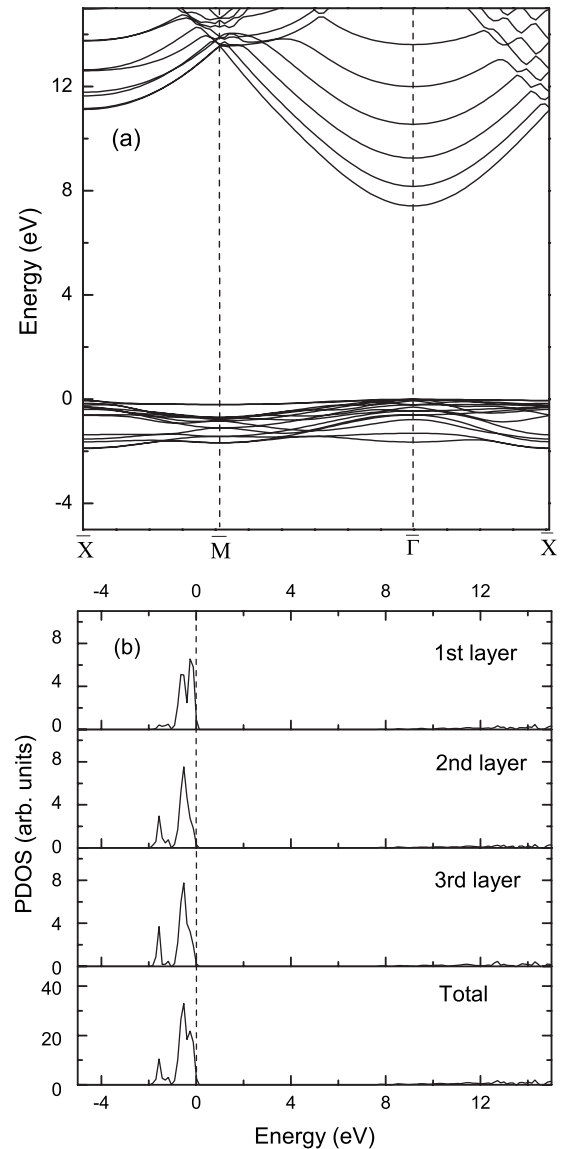 12
8
4
0
-4
Energy (eV)
(a)
X̅ M̅ Γ̅ X̅
-4 0 4 8 12
(b)
1st layer
8
4
0
2nd layer
8
4
0
3rd layer
8
4
0
Total
40
20
0
PDOS (arb. units)
-4 0 4 8 12
Energy (eV)